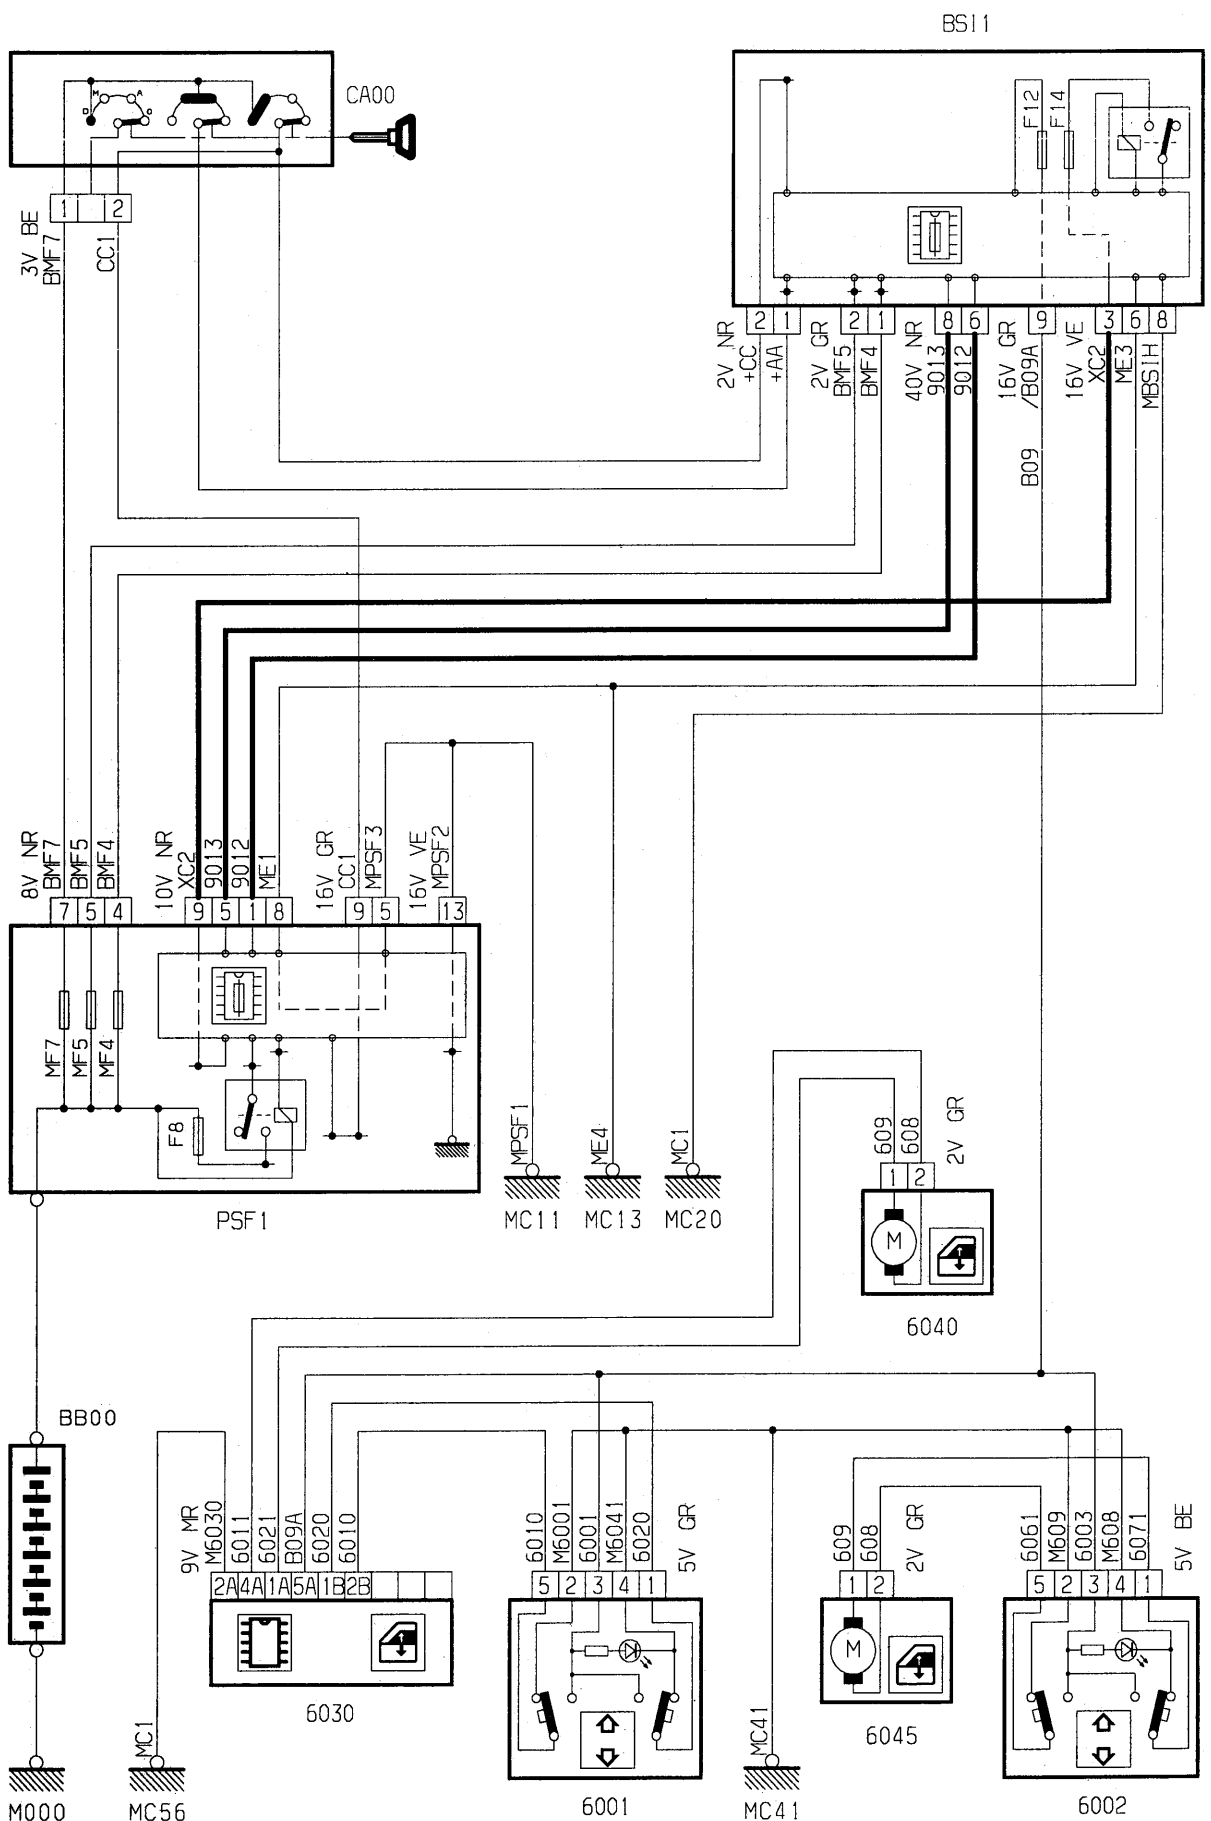 BSI1
CA00
M A
D O
F12
F14
1 2
3V BE
BMF7
CC1
2 1 2 1 8 6 9 3 6 8
2V NR
+CC
+AA
2V GR
BMF5
BMF4
40V NR
9013
9012
16V GR
/B09A
16V VE
XC2
ME3
MBSIH
B09
8V NR
BMF7
BMF5
BMF4
10V NR
XC2
9013
9012
ME1
16V GR
CC1
MPSF3
16V VE
MPSF2
7 5 4 9 5 1 8 9 5 13
MF7
MF5
MF4
F8
PSF1
MPSF1
ME4
MC1
MC11
MC13
MC20
609
608
2V GR
1 2
M
6040
BB00
9V MR
M6030
6011
6021
B09A
6020
6010
2A 4A 1A 5A 1B 2B
6030
6010
M6001
6001
M6041
6020
5V GR
5 2 3 4 1
6001
609
608
2V GR
1 2
M
6045
6061
M609
6003
M608
6071
5V BE
5 2 3 4 1
6002
MC1
MC41
M000
MC56
MC41